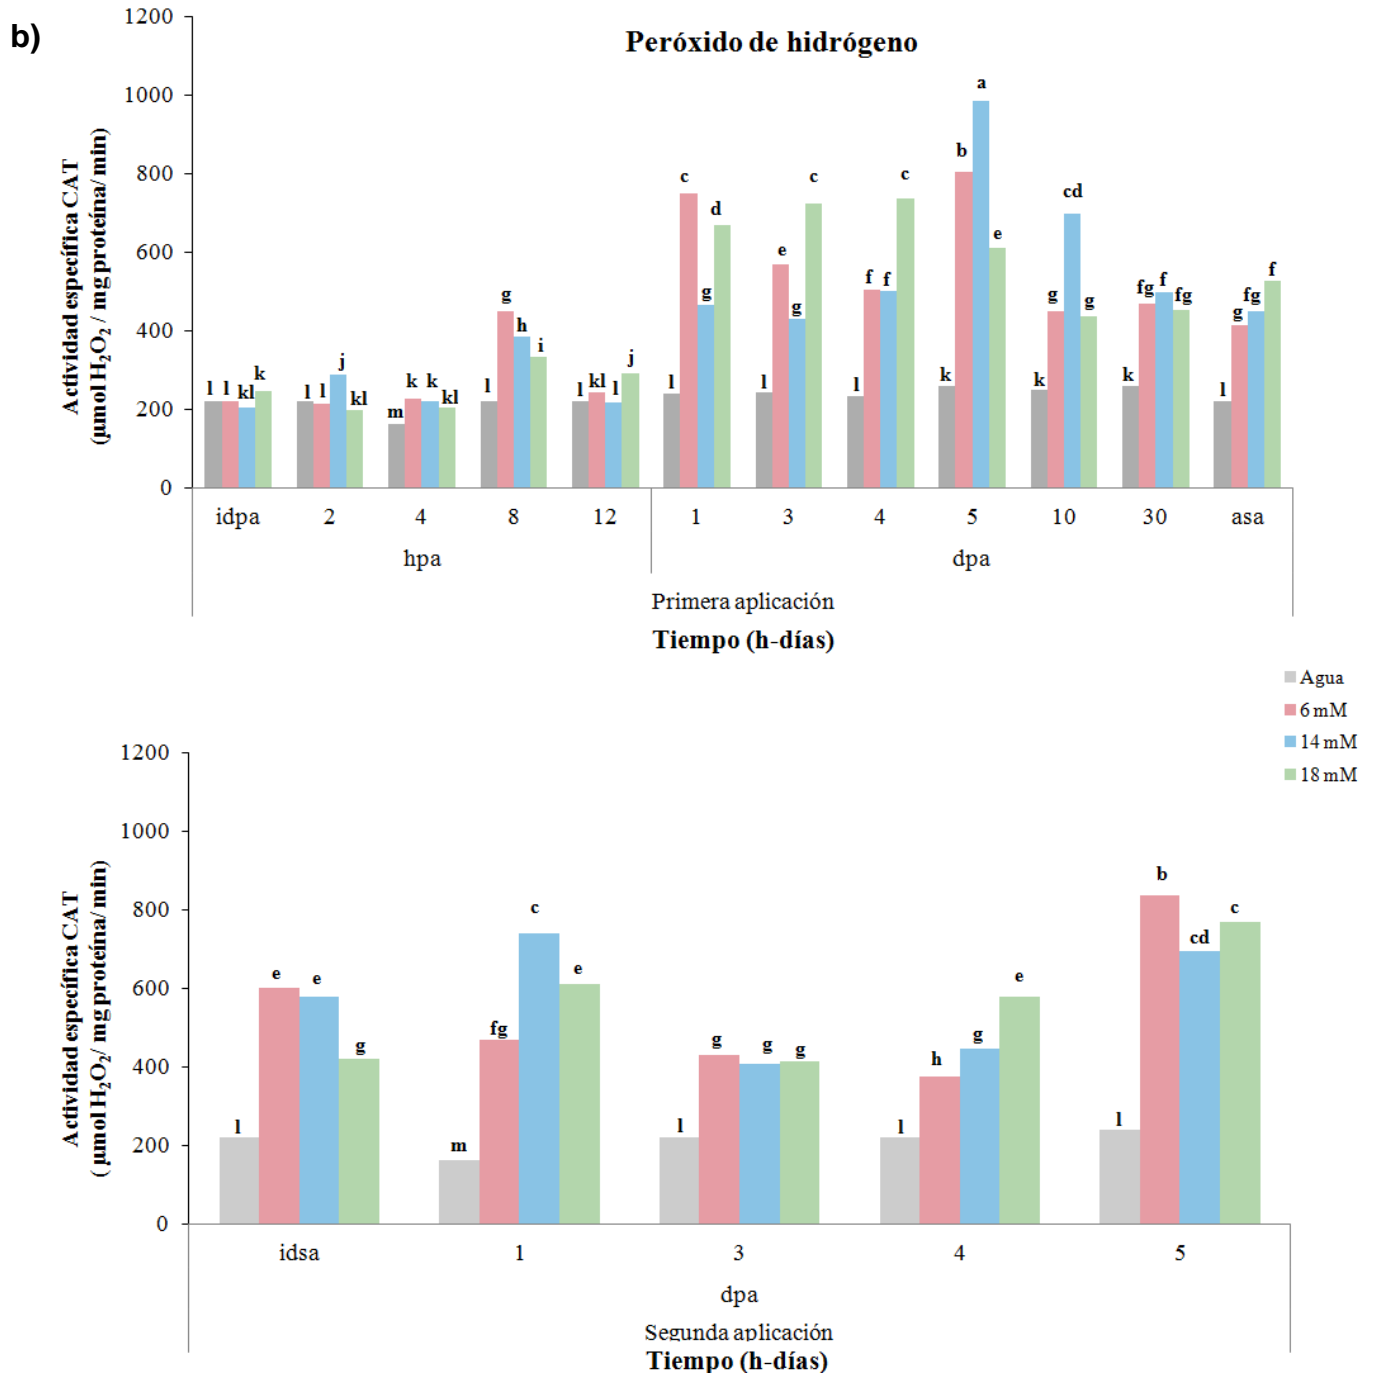 b)
Peróxido de hidrógeno
Actividad específica CAT
(µmol H₂O₂ / mg proteína/ min)
1200
1000
800
600
400
200
0
l l kl k
l l j kl
m k k kl
l g h i
l kl l j
l c g d
l e g c
l f f c
k b a e
k g cd g
k fg f fg
l g fg f
idpa 2 4 8 12 1 3 4 5 10 30 asa
hpa dpa
Primera aplicación
Tiempo (h-días)
Agua
6 mM
14 mM
18 mM
Actividad específica CAT
( µmol H₂O₂/ mg proteína/ min)
1200
1000
800
600
400
200
0
l e e g
m fg c e
l g g g
l h g e
l b cd c
idsa 1 3 4 5
dpa
Segunda aplicación
Tiempo (h-días)